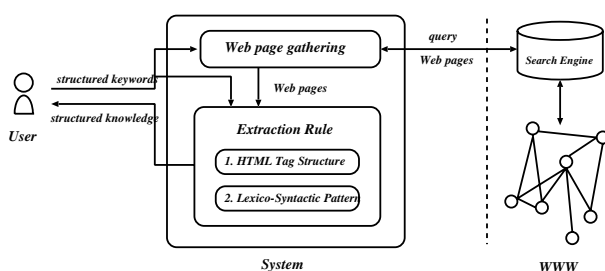 Web page gathering
query
Web pages
Search Engine
structured keywords
Web pages
structured knowledge
User
Extraction Rule
1. HTML Tag Structure
2. Lexico-Syntactic Pattern
System
WWW